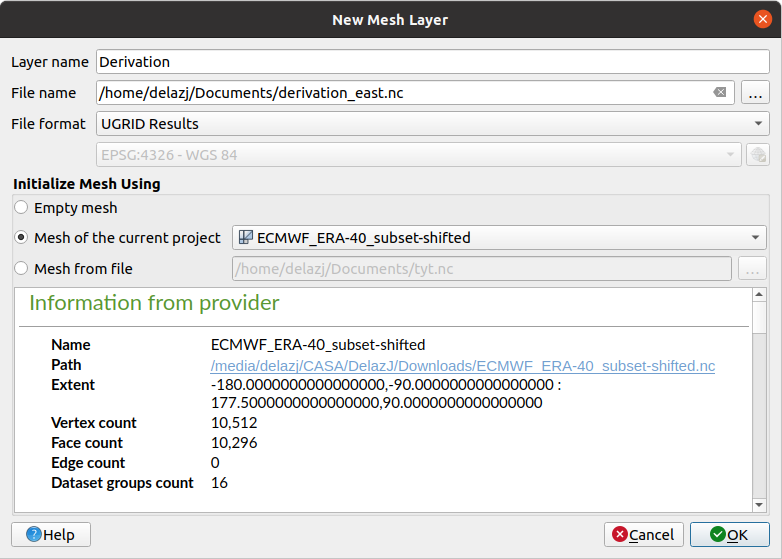 New Mesh Layer
Layer name Derivation
File name /home/delazj/Documents/derivation_east.nc ...
File format UGRID Results
EPSG:4326 - WGS 84
Initialize Mesh Using
Empty mesh
Mesh of the current project ECMWF_ERA-40_subset-shifted
Mesh from file /home/delazj/Documents/tyt.nc ...
Information from provider
Name ECMWF_ERA-40_subset-shifted
Path /media/delazj/CASA/DelazJ/Downloads/ECMWF_ERA-40_subset-shifted.nc
Extent -180.0000000000000000,-90.0000000000000000 :
177.5000000000000000,90.0000000000000000
Vertex count 10,512
Face count 10,296
Edge count 0
Dataset groups count 16
Help Cancel OK